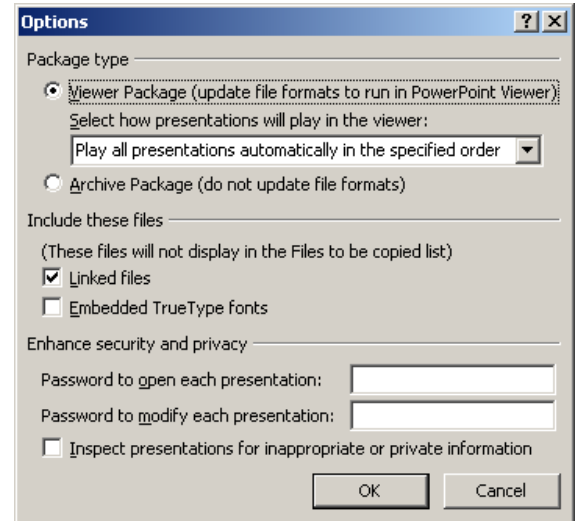 Options
Package type
Viewer Package (update file formats to run in PowerPoint Viewer)
Select how presentations will play in the viewer:
Play all presentations automatically in the specified order
Archive Package (do not update file formats)
Include these files
(These files will not display in the Files to be copied list)
Linked files
Embedded TrueType fonts
Enhance security and privacy
Password to open each presentation:
Password to modify each presentation:
Inspect presentations for inappropriate or private information
OK Cancel